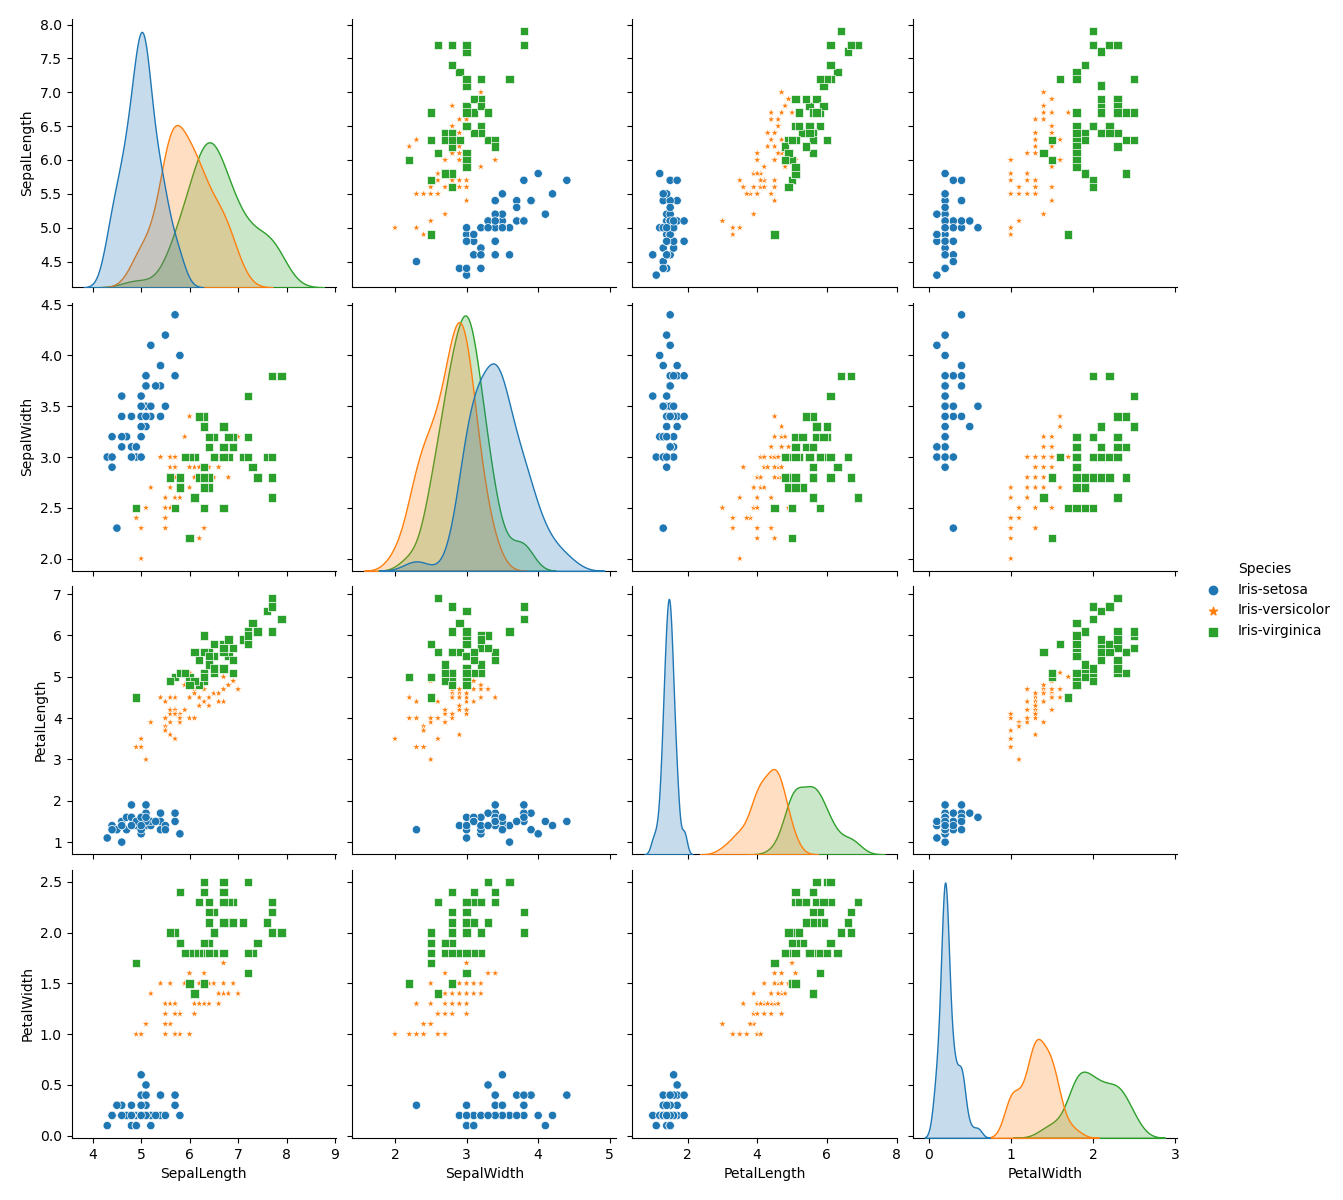 SepalLength
8.0
7.5
7.0
6.5
6.0
5.5
5.0
4.5
SepalWidth
4.5
4.0
3.5
3.0
2.5
2.0
PetalLength
7
6
5
4
3
2
1
PetalWidth
2.5
2.0
1.5
1.0
0.5
0.0
4 5 6 7 8 9
SepalLength
2 3 4 5
SepalWidth
2 4 6 8
PetalLength
0 1 2 3
PetalWidth
Species
Iris-setosa
Iris-versicolor
Iris-virginica